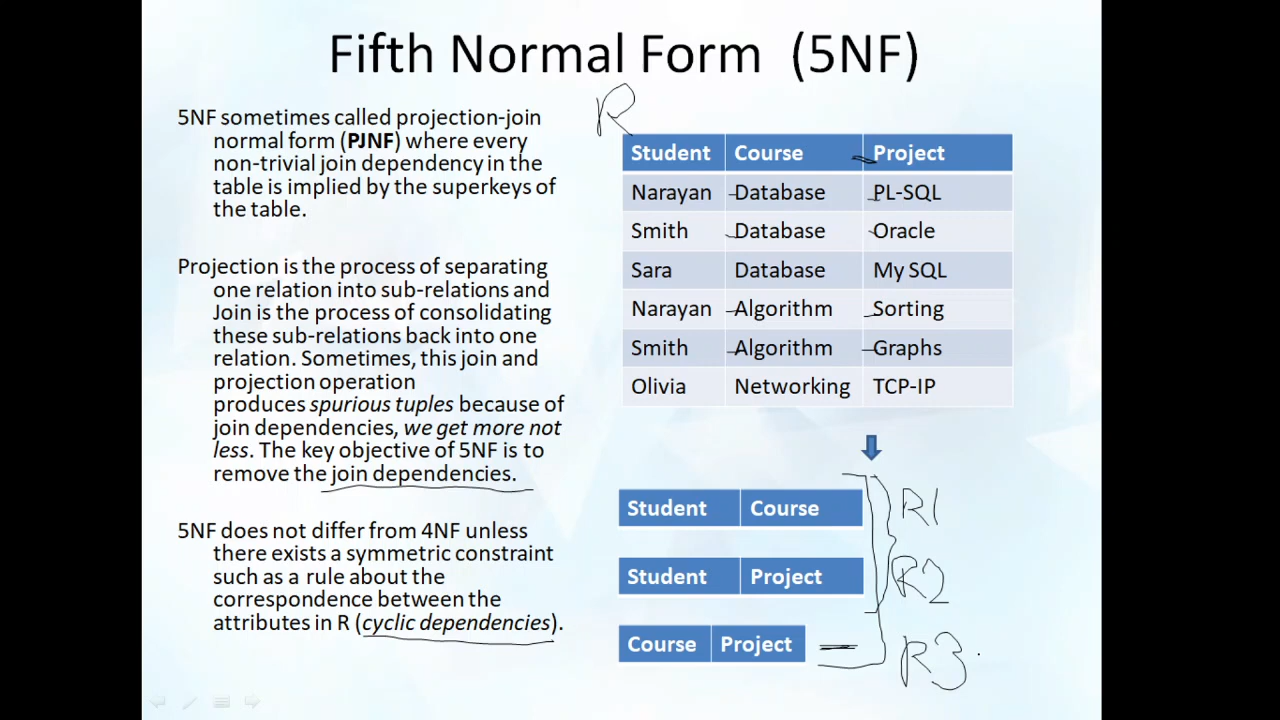 Fifth Normal Form (5NF)
5NF sometimes called projection-join
normal form (PJNF) where every
non-trivial join dependency in the
table is implied by the superkeys of
the table.
Projection is the process of separating
one relation into sub-relations and
Join is the process of consolidating
these sub-relations back into one
relation. Sometimes, this join and
projection operation
produces spurious tuples because of
join dependencies, we get more not
less. The key objective of 5NF is to
remove the join dependencies.
5NF does not differ from 4NF unless
there exists a symmetric constraint
such as a rule about the
correspondence between the
attributes in R (cyclic dependencies).
R
Student Course Project
Narayan Database PL-SQL
Smith Database Oracle
Sara Database My SQL
Narayan Algorithm Sorting
Smith Algorithm Graphs
Olivia Networking TCP-IP
Student Course R1
Student Project R2
Course Project R3